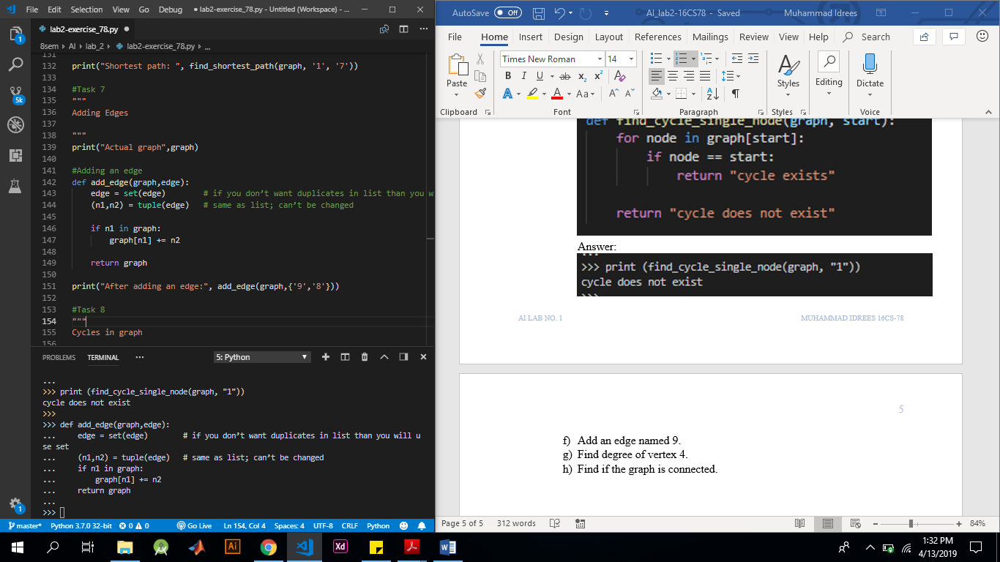 File Edit Selection View Go Debug ● lab2-exercise_78.py - Untitled (Workspace) - ...
lab2-exercise_78.py ●
8sem AI lab_2 lab2-exercise_78.py ...
131
132 print("Shortest path: ", find_shortest_path(graph, '1', '7'))
133
134 #Task 7
135 """
136 Adding Edges
137
138 """
139 print("Actual graph",graph)
140
141 #Adding an edge
142 def add_edge(graph,edge):
143 edge = set(edge) # if you don’t want duplicates in list than you w
144 (n1,n2) = tuple(edge) # same as list; can’t be changed
145
146 if n1 in graph:
147 graph[n1] += n2
148
149 return graph
150
151 print("After adding an edge:", add_edge(graph,{'9','8'}))
152
153 #Task 8
154 """
155 Cycles in graph
156
PROBLEMS TERMINAL ... 5: Python
...
>>> print (find_cycle_single_node(graph, "1"))
cycle does not exist
>>>
>>> def add_edge(graph,edge):
... edge = set(edge) # if you don’t want duplicates in list than you will u
se set
... (n1,n2) = tuple(edge) # same as list; can’t be changed
... if n1 in graph:
... graph[n1] += n2
... return graph
...
>>>
master* Python 3.7.0 32-bit 0 0 Go Live Ln 154, Col 4 Spaces: 4 UTF-8 CRLF Python
1
5k
1
AutoSave Off AI_lab2-16CS78 - Saved Muhammad Idrees
File Home Insert Design Layout References Mailings Review View Help Search
Times New Roman 14
Paste
B I U ab x₂ x²
A A Aa A A
Styles Editing Dictate
Clipboard Font Paragraph Styles Voice
def find_cycle_single_node(graph, start):
for node in graph[start]:
if node == start:
return "cycle exists"
return "cycle does not exist"
Answer:
...
>>> print (find_cycle_single_node(graph, "1"))
cycle does not exist
>>>
AI LAB NO. 1 MUHAMMAD IDREES 16CS-78
5
f) Add an edge named 9.
g) Find degree of vertex 4.
h) Find if the graph is connected.
Page 5 of 5 312 words 84%
Ai Xd
1:32 PM
4/13/2019